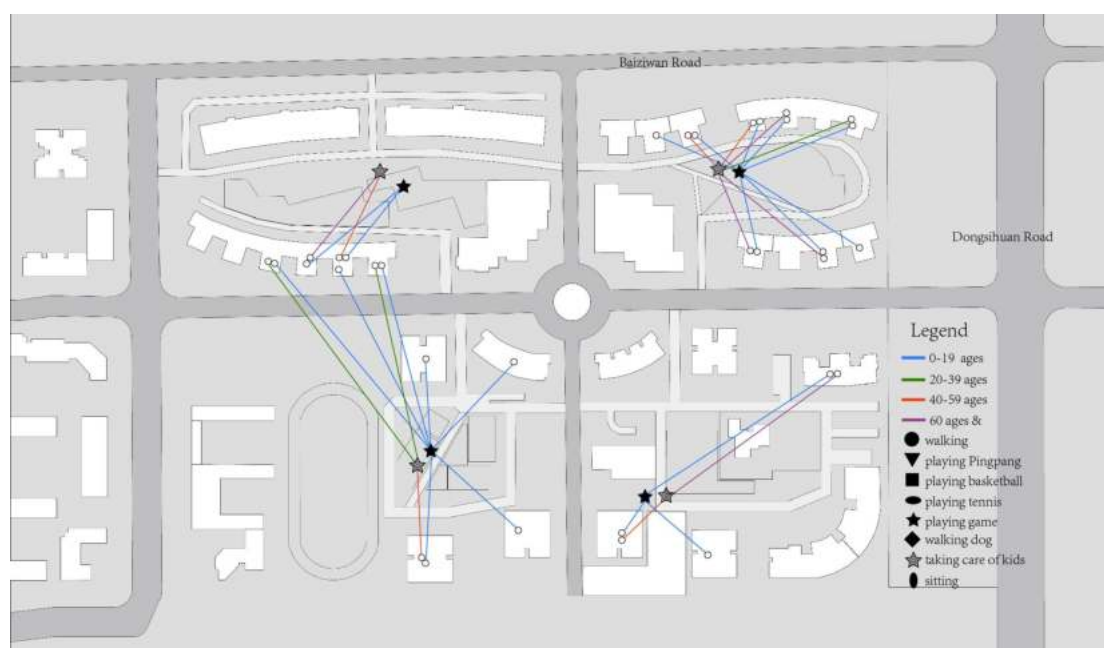 Baiziwan Road
Dongsihuan Road
Legend
0-19 ages
20-39 ages
40-59 ages
60 ages &
walking
playing Pingpang
playing basketball
playing tennis
playing game
walking dog
taking care of kids
sitting